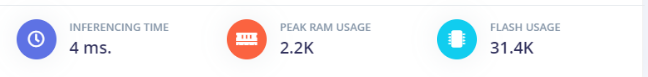 INFERENCING TIME
4 ms.
PEAK RAM USAGE
2.2K
FLASH USAGE
31.4K